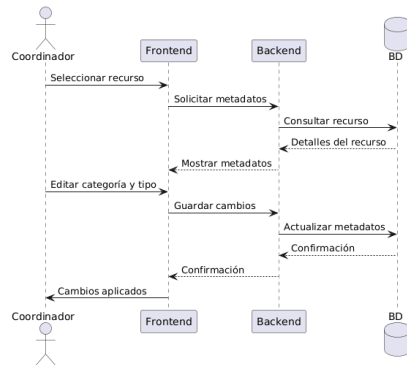 Coordinador Frontend Backend BD
Seleccionar recurso
Solicitar metadatos
Consultar recurso
Detalles del recurso
Mostrar metadatos
Editar categoría y tipo
Guardar cambios
Actualizar metadatos
Confirmación
Confirmación
Cambios aplicados
Coordinador Frontend Backend BD